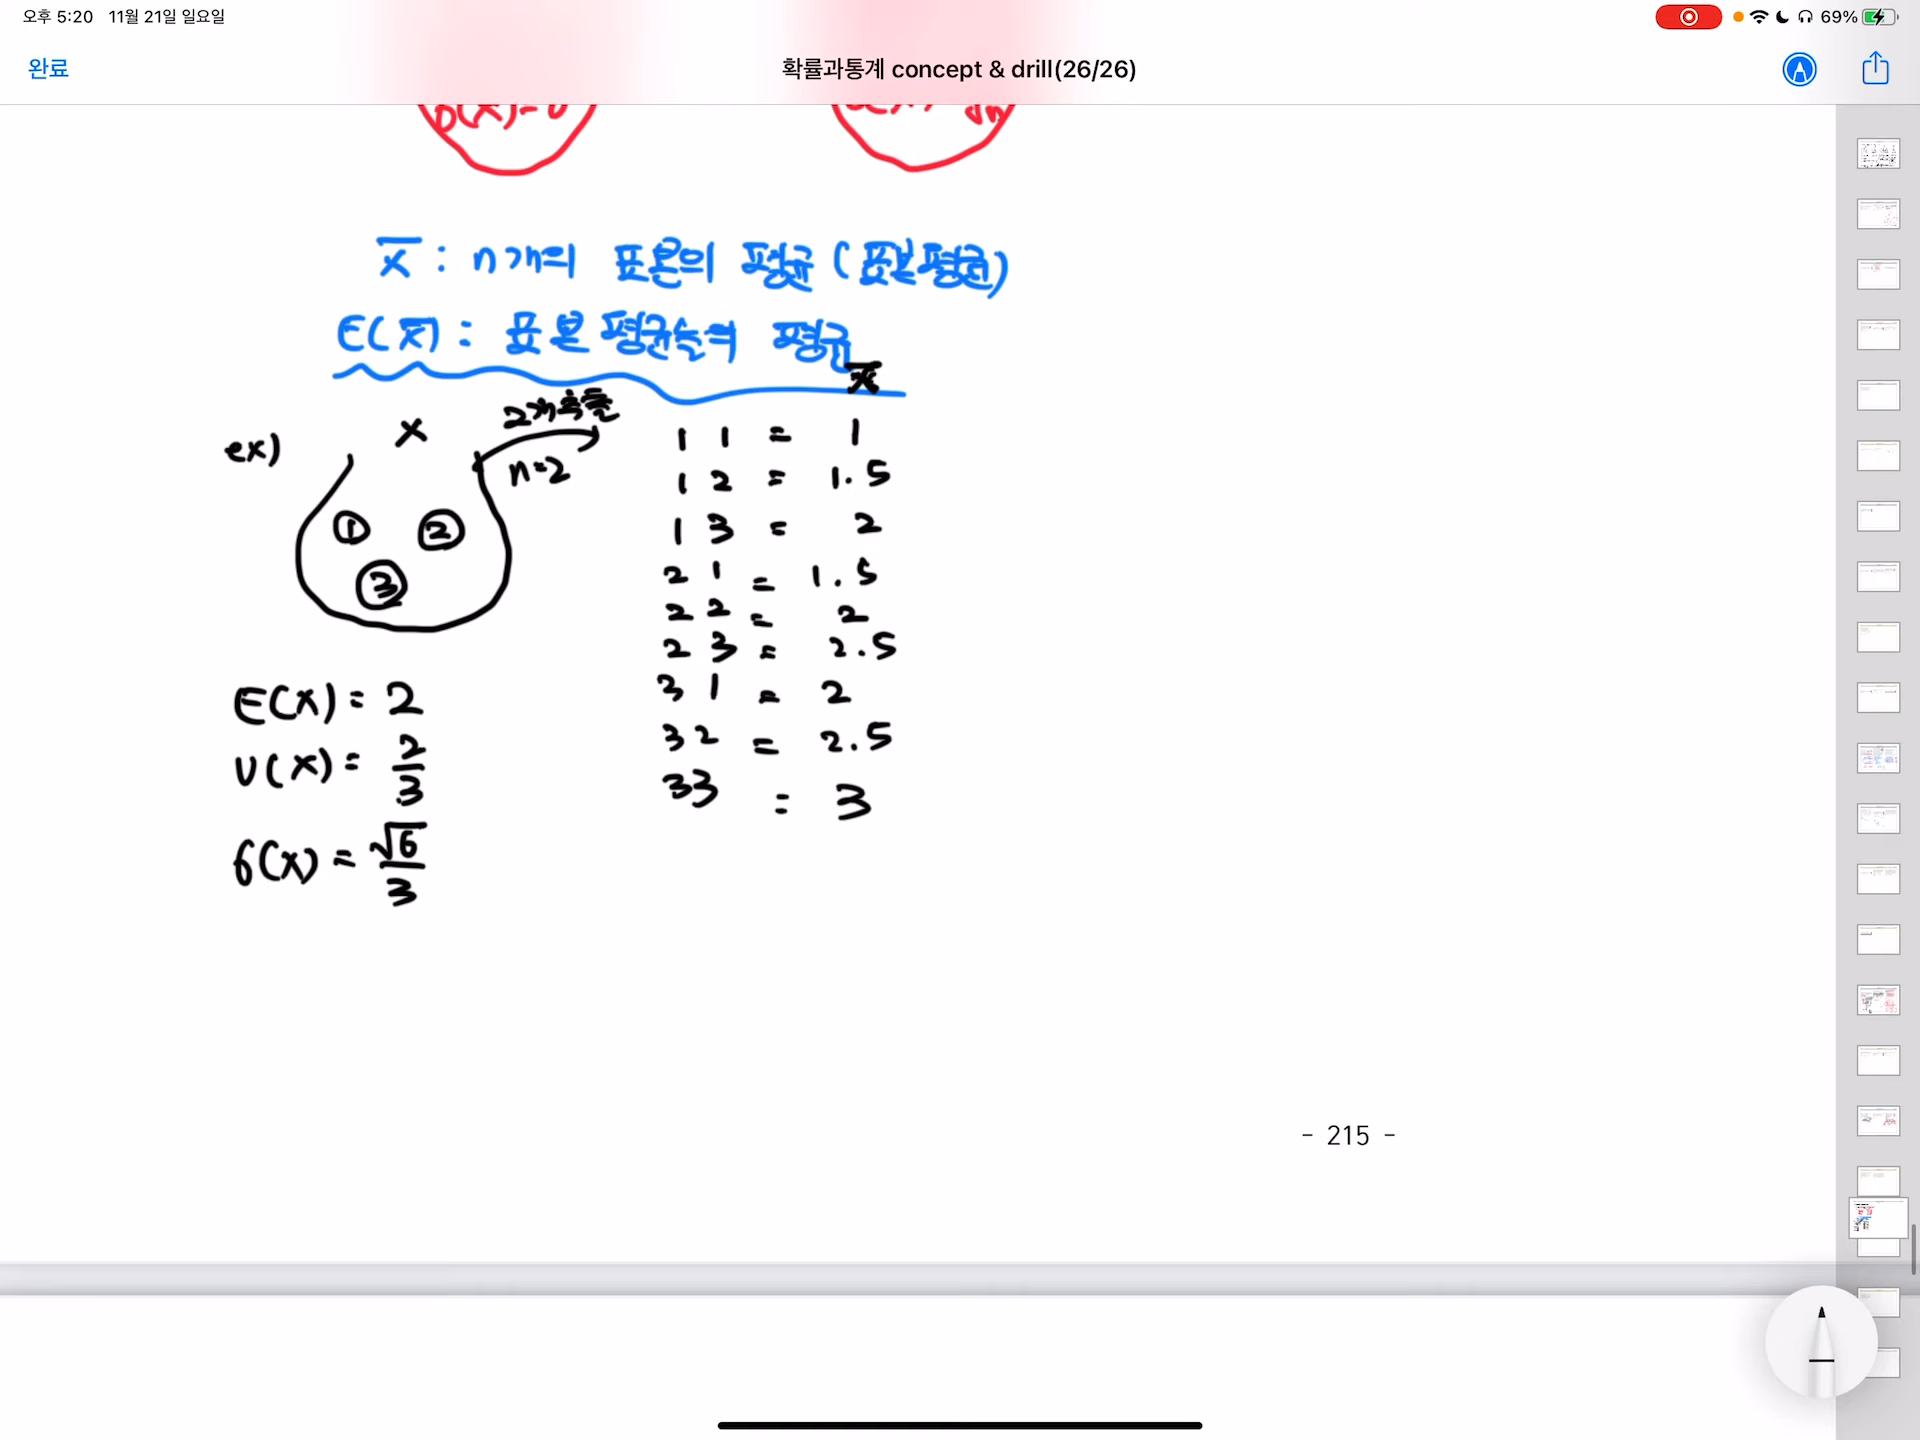 오후 5:20 11월 21일 일요일
69%
완료
확률과통계 concept & drill(26/26)
X̄ : n개의 표본의 평균 (표본평균)
E(X̄) : 표본평균들의 평균
X̄
ex)
X
2개추출
n=2
① ②
③
1 1 = 1
1 2 = 1.5
1 3 = 2
2 1 = 1.5
2 2 = 2
2 3 = 2.5
3 1 = 2
3 2 = 2.5
3 3 = 3
E(X) = 2
V(X) = 2/3
σ(X) = √6/3
- 215 -